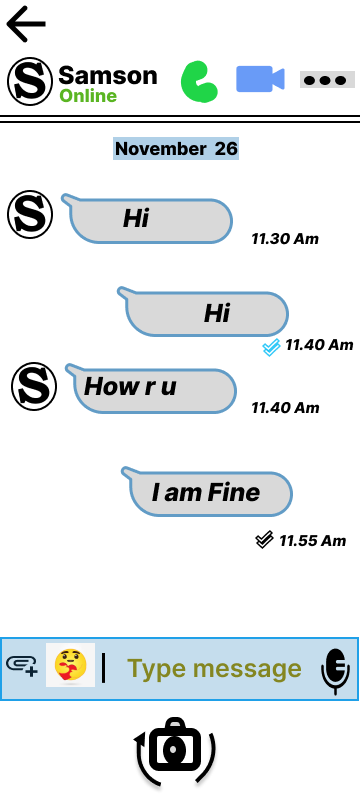 S
Samson
Online
November 26
S
Hi
11.30 Am
Hi
11.40 Am
S
How r u
11.40 Am
I am Fine
11.55 Am
Type message